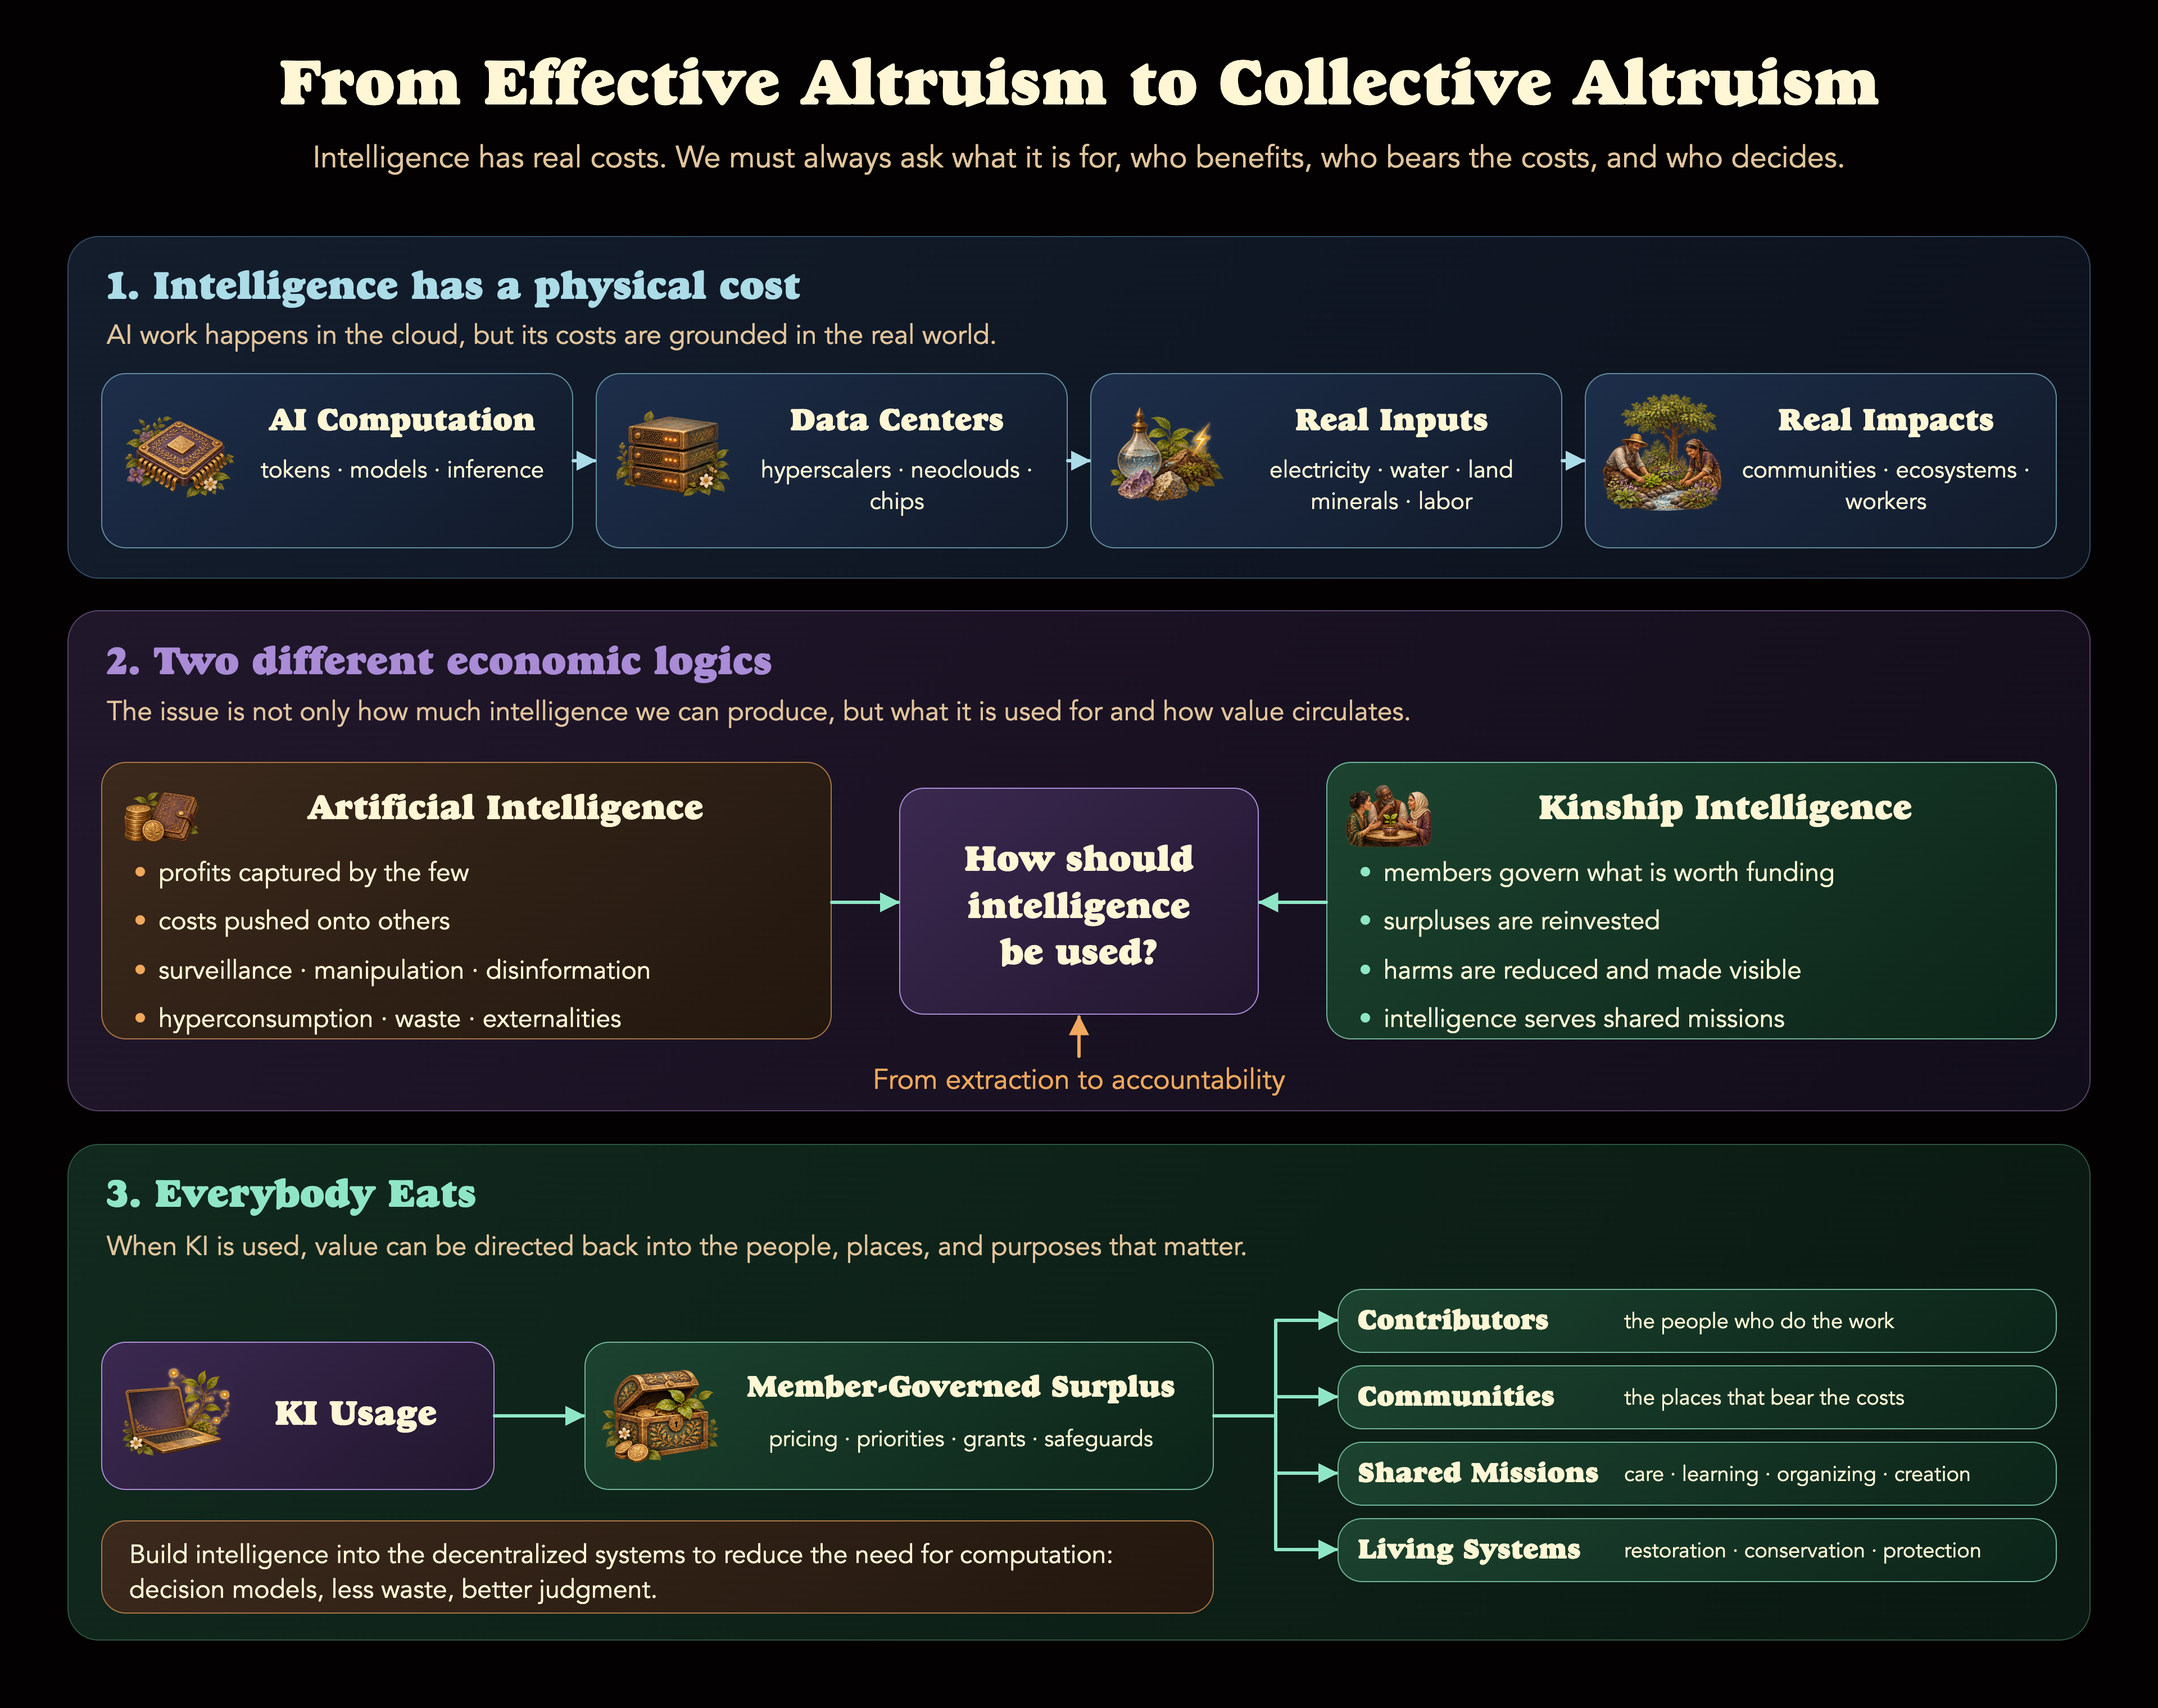 From Effective Altruism to Collective Altruism
Intelligence has real costs. We must always ask what it is for, who benefits, who bears the costs, and who decides.
1. Intelligence has a physical cost
AI work happens in the cloud, but its costs are grounded in the real world.
AI Computation
tokens · models · inference
Data Centers
hyperscalers · neoclouds ·
chips
Real Inputs
electricity · water · land
minerals · labor
Real Impacts
communities · ecosystems ·
workers
2. Two different economic logics
The issue is not only how much intelligence we can produce, but what it is used for and how value circulates.
Artificial Intelligence
• profits captured by the few
• costs pushed onto others
• surveillance · manipulation · disinformation
• hyperconsumption · waste · externalities
How should
intelligence
be used?
From extraction to accountability
Kinship Intelligence
• members govern what is worth funding
• surpluses are reinvested
• harms are reduced and made visible
• intelligence serves shared missions
3. Everybody Eats
When KI is used, value can be directed back into the people, places, and purposes that matter.
KI Usage
Member-Governed Surplus
pricing · priorities · grants · safeguards
Contributors the people who do the work
Communities the places that bear the costs
Shared Missions care · learning · organizing · creation
Living Systems restoration · conservation · protection
Build intelligence into the decentralized systems to reduce the need for computation:
decision models, less waste, better judgment.